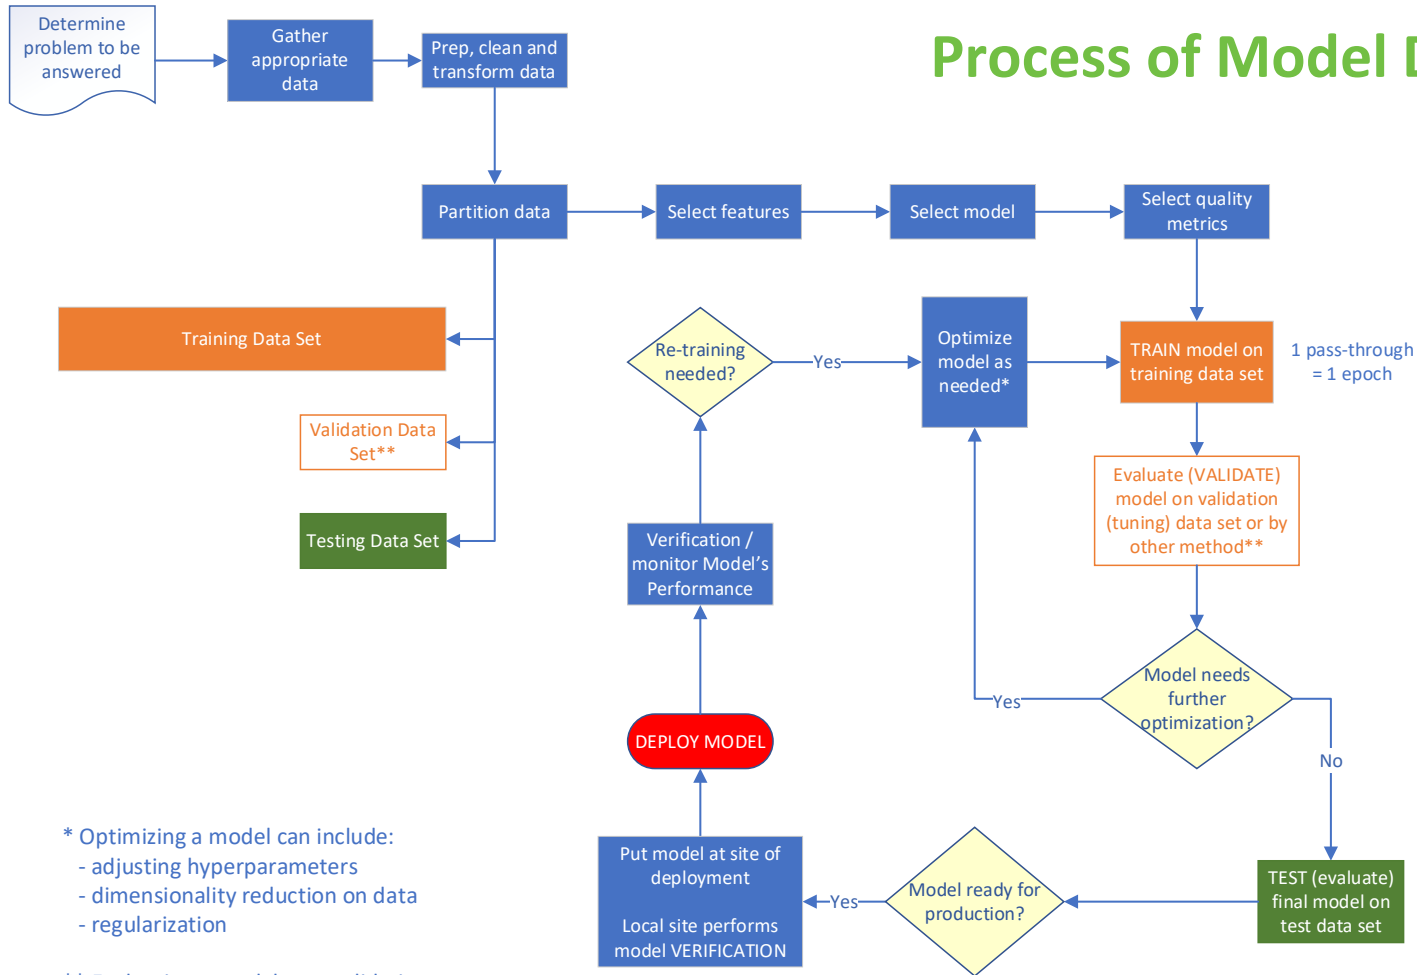 Process of Model D
Determine
problem to be
answered
Gather
appropriate
data
Prep, clean and
transform data
Partition data
Select features
Select model
Select quality
metrics
Training Data Set
Validation Data
Set**
Testing Data Set
Re-training
needed?
Yes
Optimize
model as
needed*
TRAIN model on
training data set
1 pass-through
= 1 epoch
Evaluate (VALIDATE)
model on validation
(tuning) data set or by
other method**
Verification /
monitor Model’s
Performance
Model needs
further
optimization?
Yes
No
DEPLOY MODEL
Put model at site of
deployment
Local site performs
model VERIFICATION
Yes
Model ready for
production?
TEST (evaluate)
final model on
test data set
* Optimizing a model can include:
- adjusting hyperparameters
- dimensionality reduction on data
- regularization